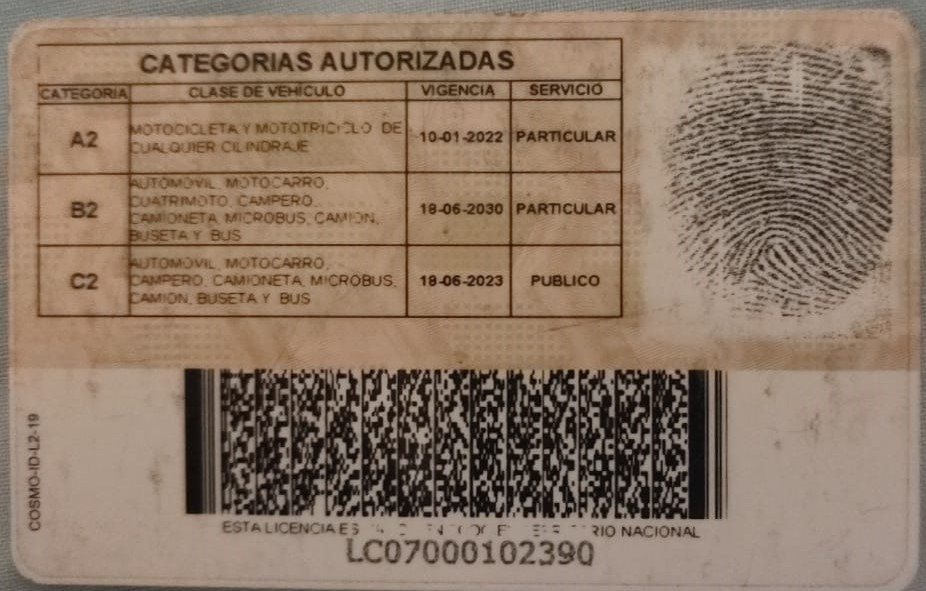 CATEGORIAS AUTORIZADAS
CATEGORIA CLASE DE VEHÍCULO VIGENCIA SERVICIO
A2 MOTOCICLETA Y MOTOTRICICLO DE CUALQUIER CILINDRAJE 10-01-2022 PARTICULAR
B2 AUTOMOVIL, MOTOCARRO, CUATRIMOTO, CAMPERO, CAMIONETA, MICROBUS, CAMION, BUSETA Y BUS 18-06-2030 PARTICULAR
C2 AUTOMOVIL, MOTOCARRO, CAMPERO, CAMIONETA, MICROBUS, CAMION, BUSETA Y BUS 18-06-2023 PUBLICO
COSMO-ID-L2-19
ESTA LICENCIA ES NACIONAL
LC07000102390